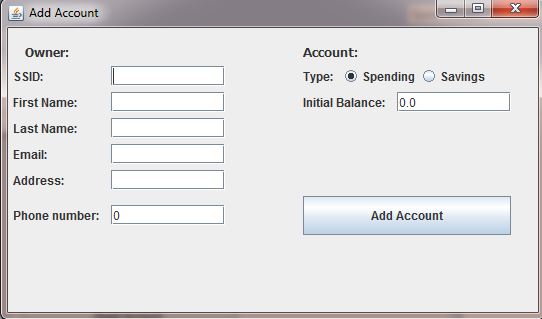 Add Account
Owner:
SSID:
First Name:
Last Name:
Email:
Address:
Phone number: 0
Account:
Type: Spending Savings
Initial Balance: 0.0
Add Account